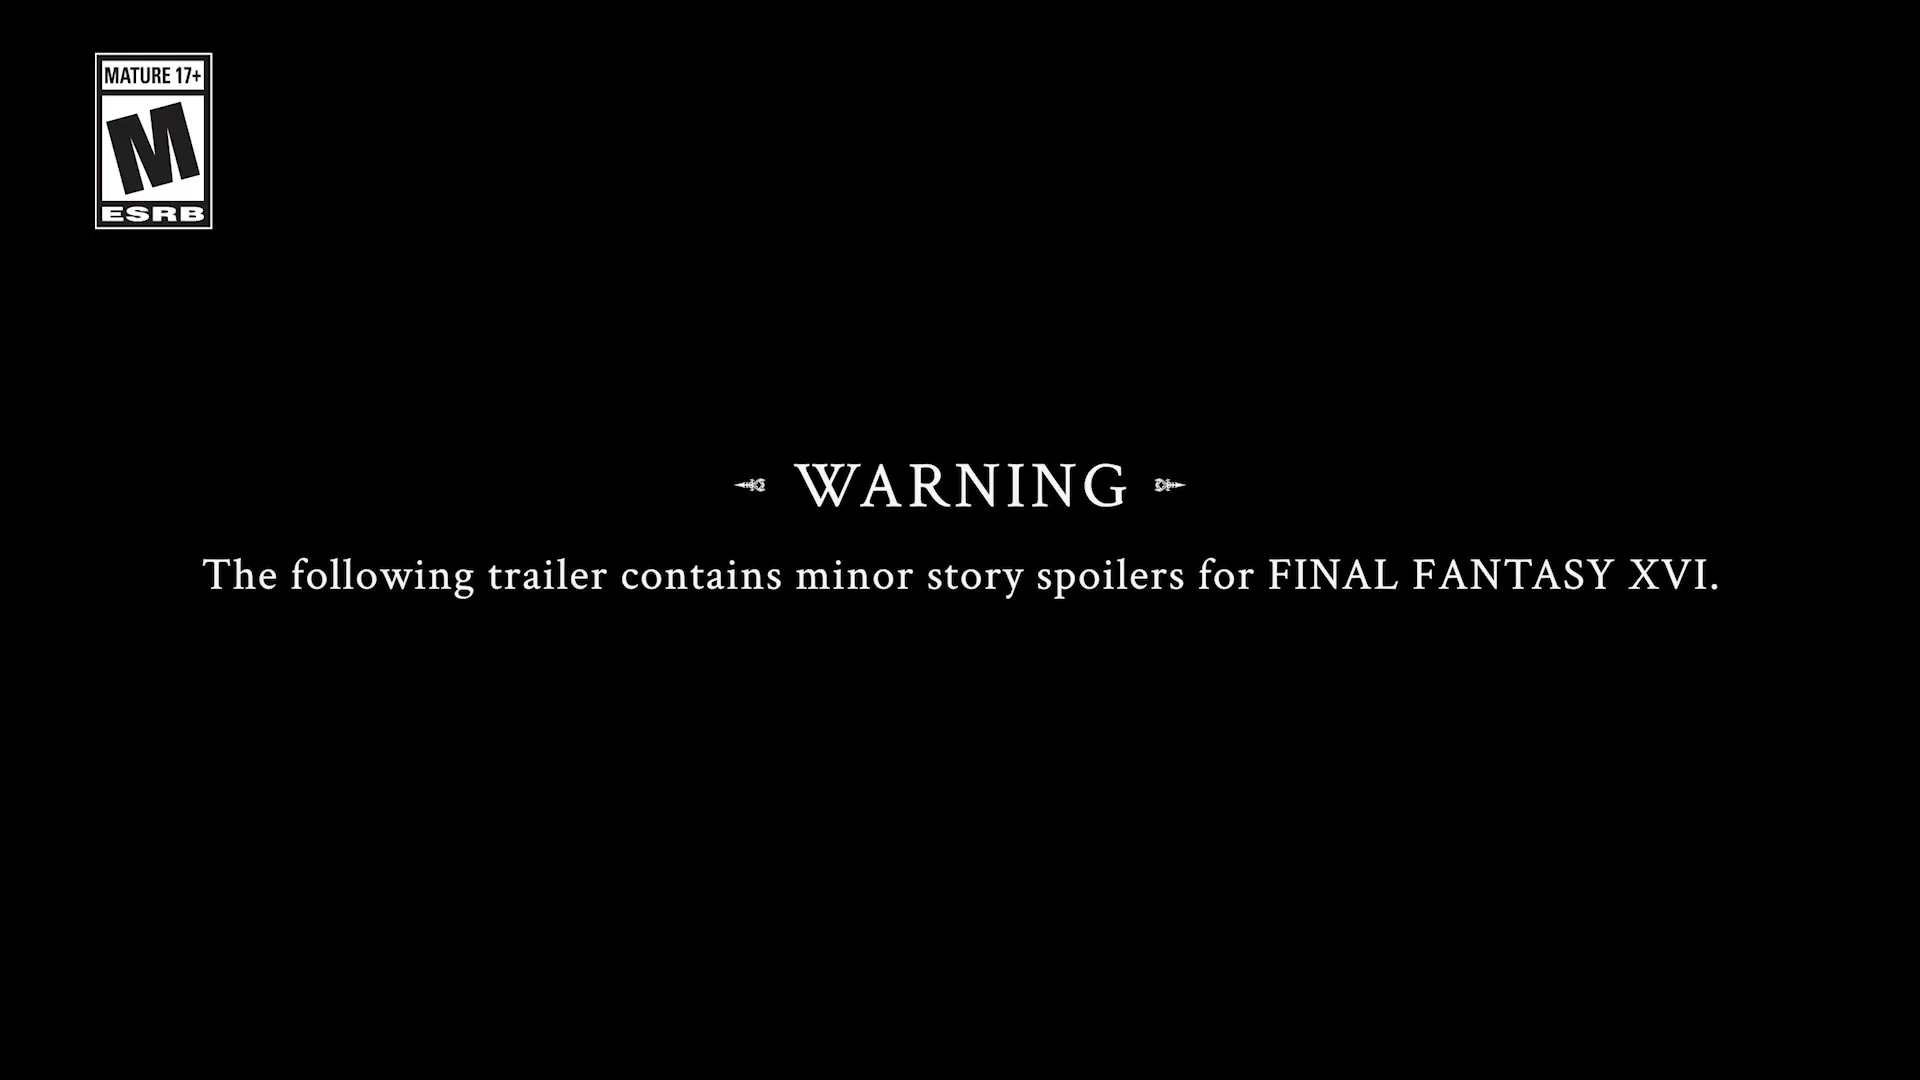 MATURE 17+
M
ESRB
WARNING
The following trailer contains minor story spoilers for FINAL FANTASY XVI.